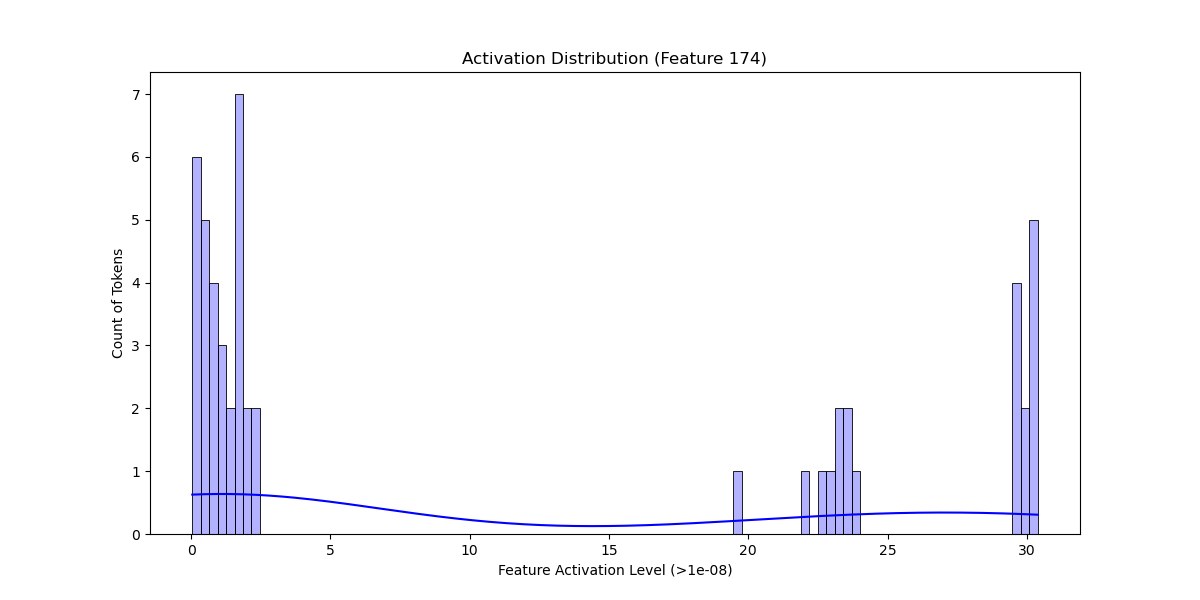 Activation Distribution (Feature 174)
7
6
5
4
3
2
1
0
Count of Tokens
0 5 10 15 20 25 30
Feature Activation Level (>1e-08)